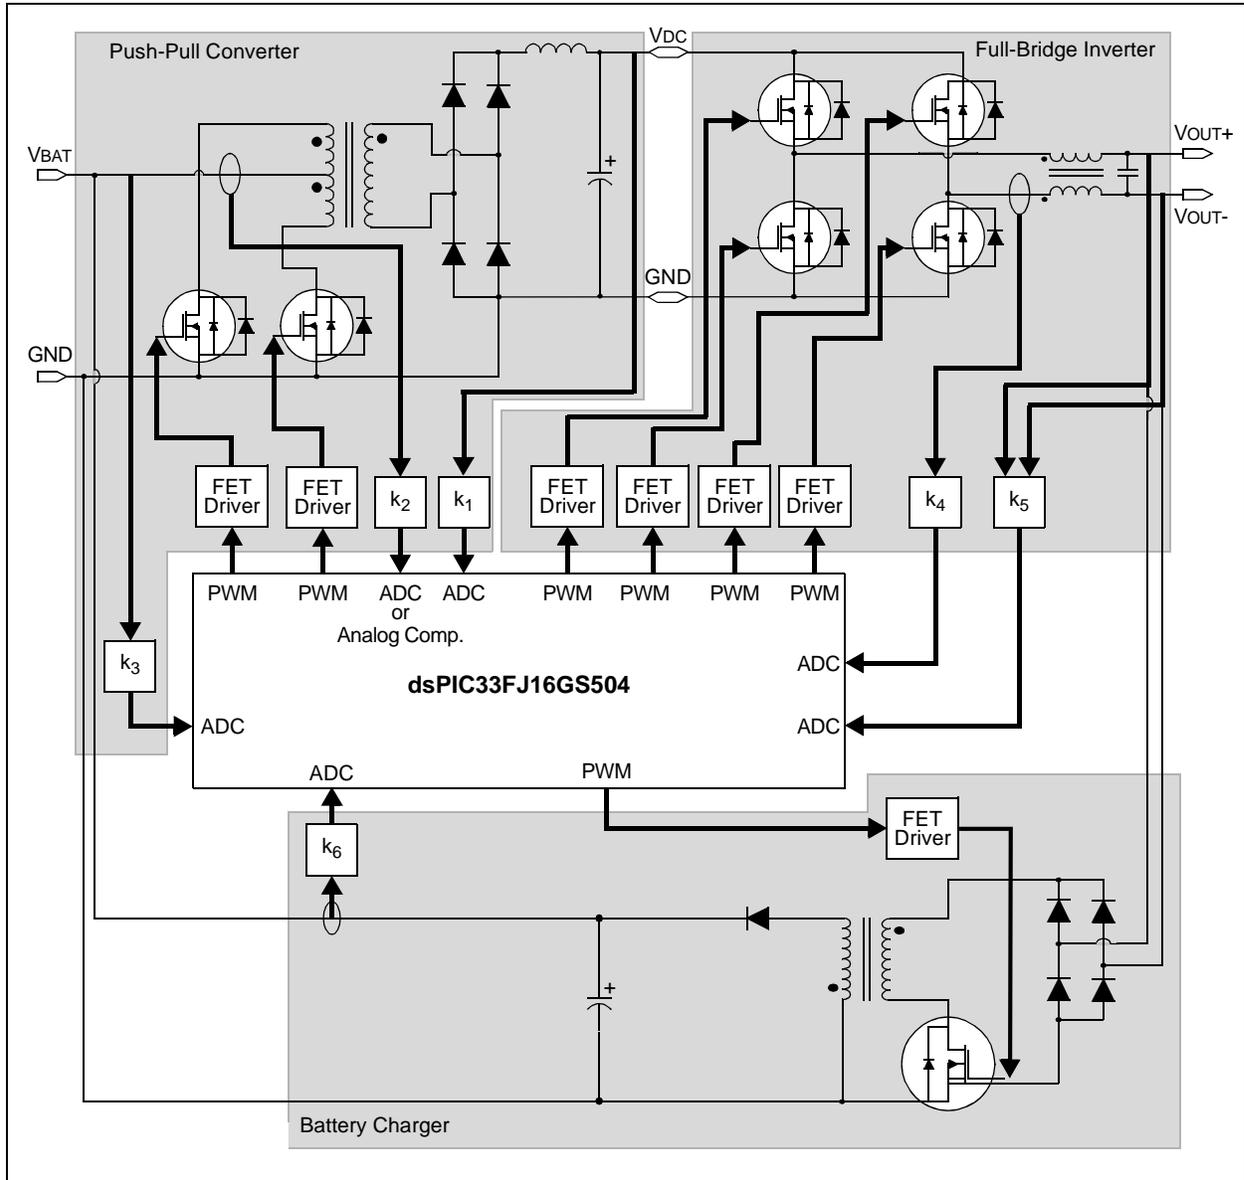 Push-Pull Converter
VDC
Full-Bridge Inverter
VOUT+
VBAT
+
VOUT-
GND
GND
FET
Driver
FET
Driver
k2
k1
FET
Driver
FET
Driver
FET
Driver
FET
Driver
k4
k5
PWM
PWM
ADC
or
Analog Comp.
ADC
PWM
PWM
PWM
PWM
k3
ADC
dsPIC33FJ16GS504
ADC
ADC
ADC
PWM
k6
FET
Driver
+
Battery Charger